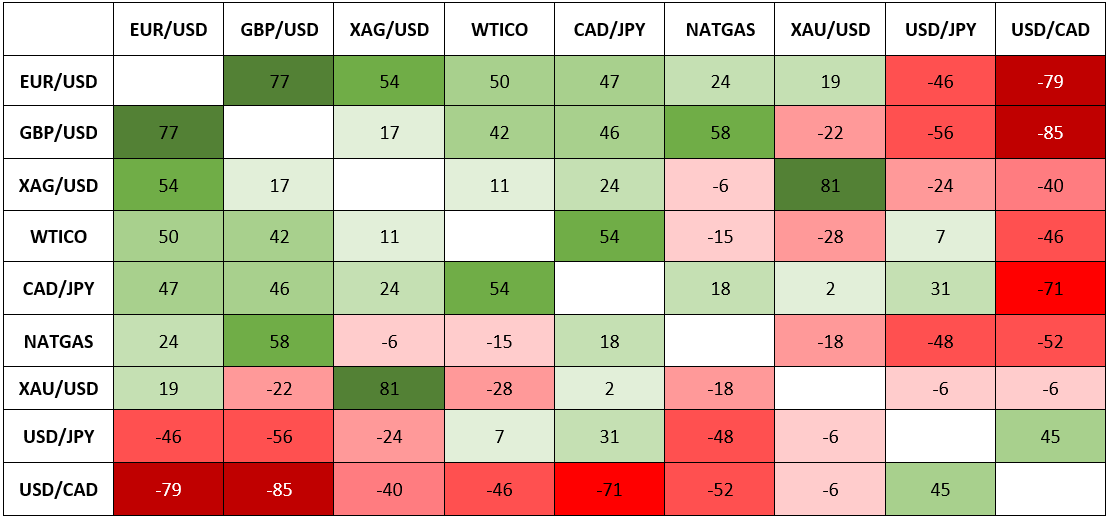 EUR/USD GBP/USD XAG/USD WTICO CAD/JPY NATGAS XAU/USD USD/JPY USD/CAD
EUR/USD 77 54 50 47 24 19 -46 -79
GBP/USD 77 17 42 46 58 -22 -56 -85
XAG/USD 54 17 11 24 -6 81 -24 -40
WTICO 50 42 11 54 -15 -28 7 -46
CAD/JPY 47 46 24 54 18 2 31 -71
NATGAS 24 58 -6 -15 18 -18 -48 -52
XAU/USD 19 -22 81 -28 2 -18 -6 -6
USD/JPY -46 -56 -24 7 31 -48 -6 45
USD/CAD -79 -85 -40 -46 -71 -52 -6 45